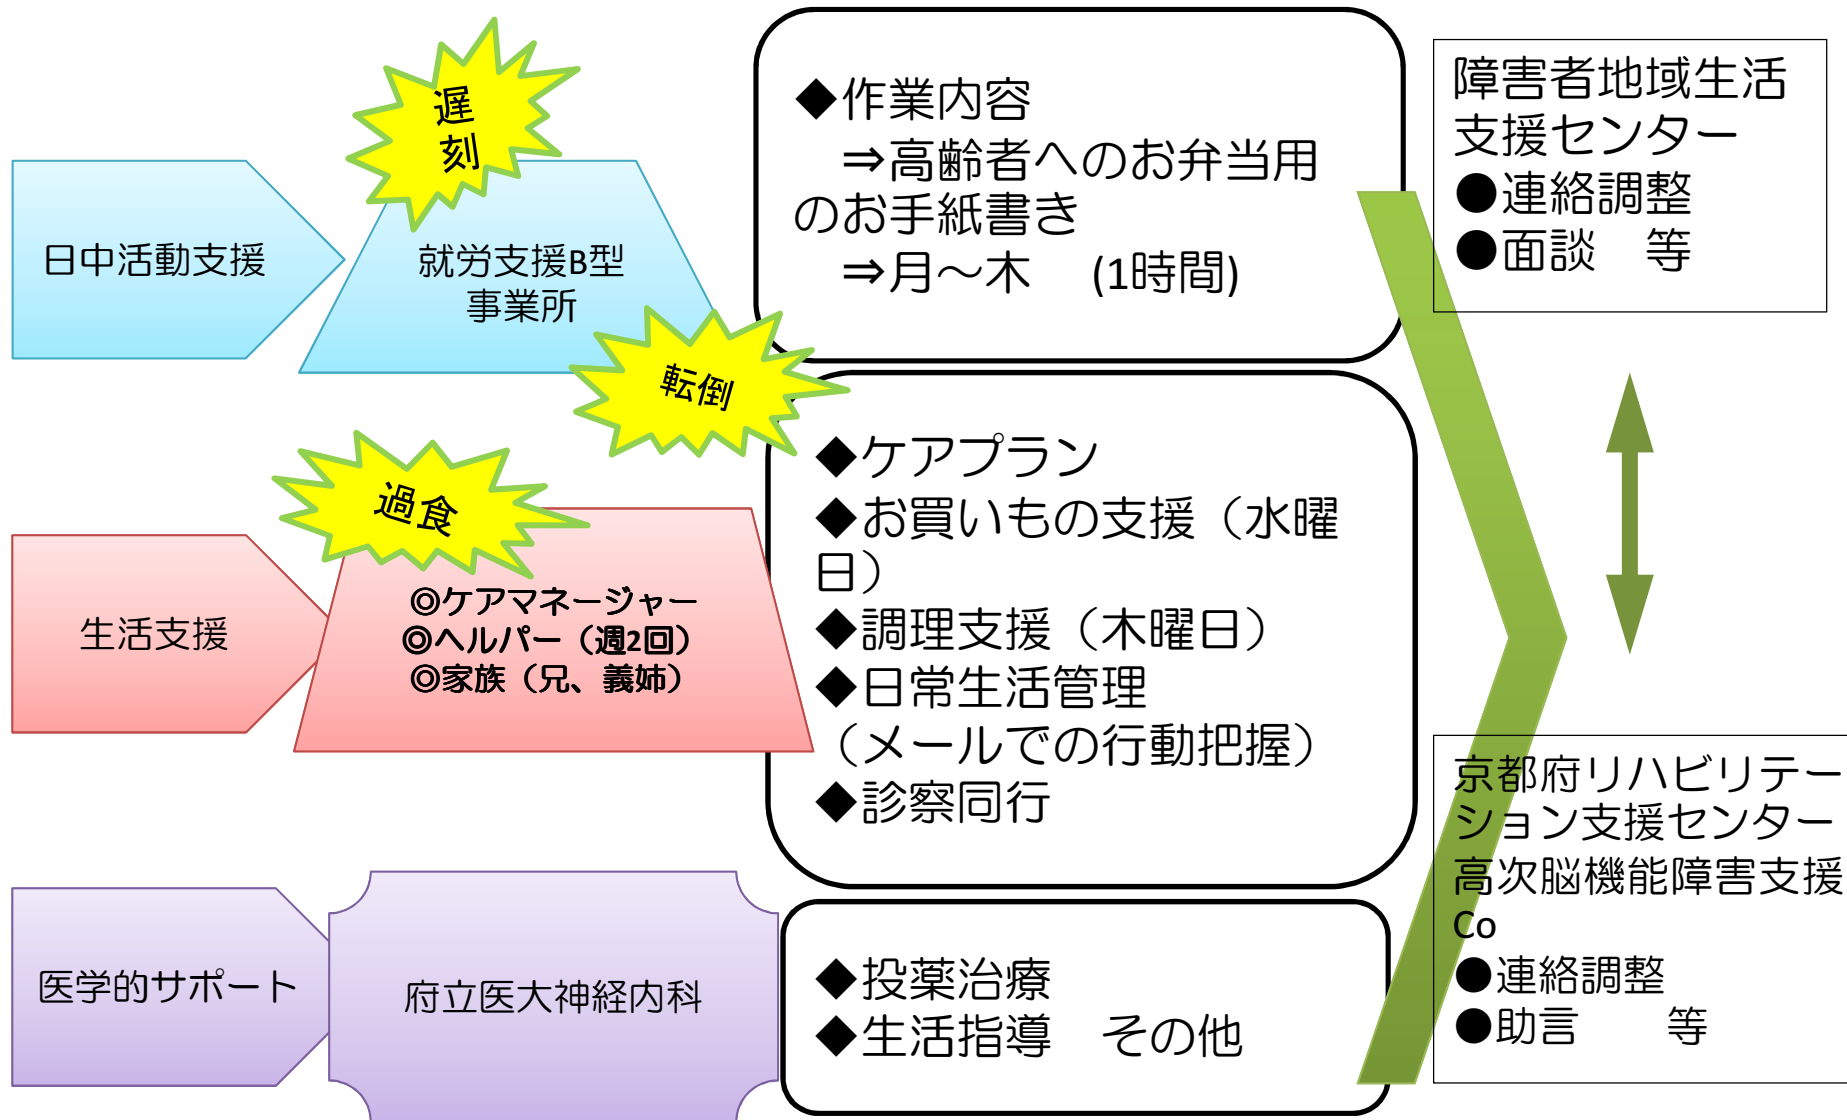 遅
刻
日中活動支援
就労支援B型
事業所
転倒
◆作業内容
⇒高齢者へのお弁当用
のお手紙書き
⇒月～木　(1時間)
障害者地域生活
支援センター
●連絡調整
●面談　等
過食
生活支援
◎ケアマネージャー
◎ヘルパー（週2回）
◎家族（兄、義姉）
◆ケアプラン
◆お買いもの支援（水曜
日）
◆調理支援（木曜日）
◆日常生活管理
（メールでの行動把握）
◆診察同行
医学的サポート
府立医大神経内科
◆投薬治療
◆生活指導　その他
京都府リハビリテー
ション支援センター
高次脳機能障害支援
Co
●連絡調整
●助言　　等